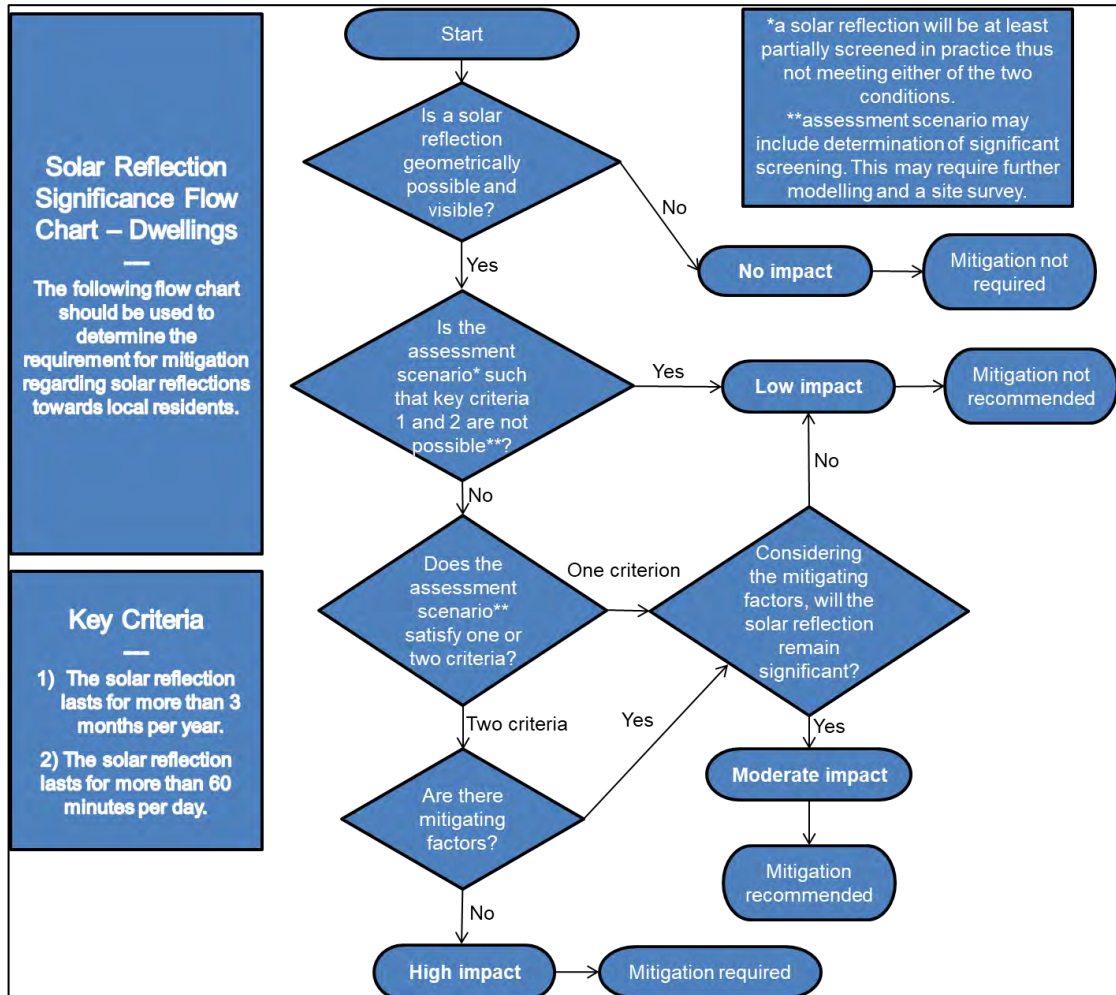 Solar Reflection
Significance Flow
Chart – Dwellings
---
The following flow chart
should be used to
determine the
requirement for mitigation
regarding solar reflections
towards local residents.
Key Criteria
---
1) The solar reflection
lasts for more than 3
months per year.
2) The solar reflection
lasts for more than 60
minutes per day.
Start
*a solar reflection will be at least
partially screened in practice thus
not meeting either of the two
conditions.
**assessment scenario may
include determination of significant
screening. This may require further
modelling and a site survey.
Is a solar
reflection
geometrically
possible and
visible?
No
No impact
Mitigation not
required
Yes
Is the
assessment
scenario* such
that key criteria
1 and 2 are not
possible**?
Yes
Low impact
Mitigation not
recommended
No
No
Does the
assessment
scenario**
satisfy one or
two criteria?
One criterion
Considering
the mitigating
factors, will the
solar reflection
remain
significant?
Two criteria
Yes
Yes
Moderate impact
Mitigation
recommended
Are there
mitigating
factors?
No
High impact
Mitigation required